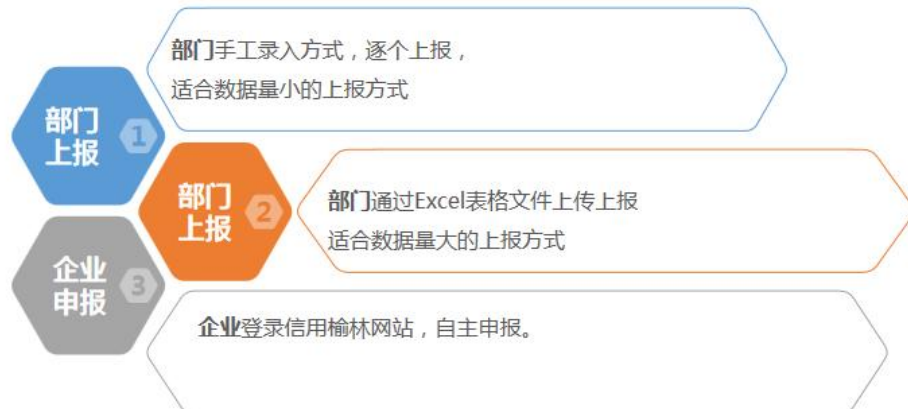 部门手工录入方式，逐个上报，
适合数据量小的上报方式
部门
上报
1
部门
上报
2
部门通过Excel表格文件上传上报
适合数据量大的上报方式
企业
申报
3
企业登录信用榆林网站，自主申报。